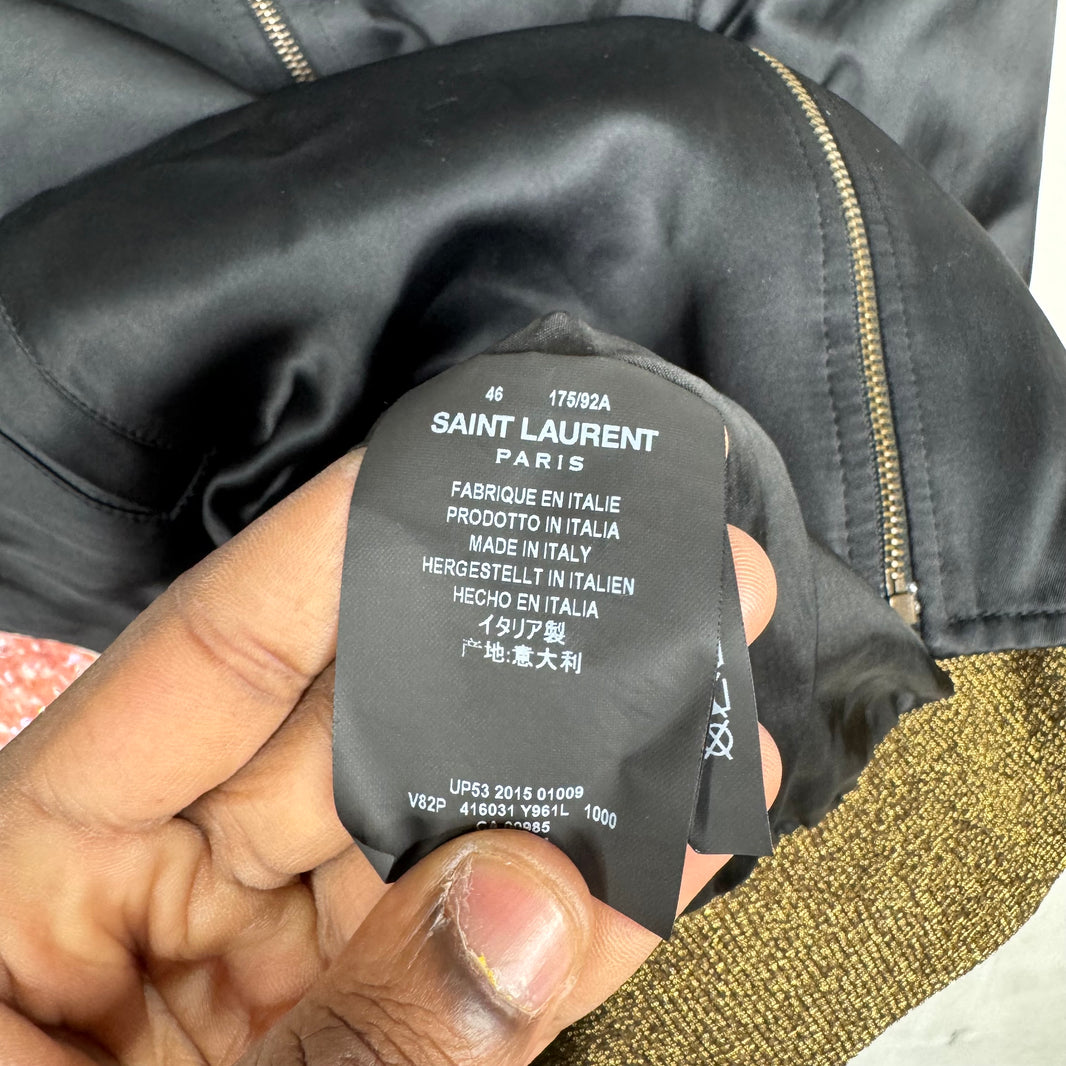 46 175/92A
SAINT LAURENT
PARIS
FABRIQUE EN ITALIE
PRODOTTO IN ITALIA
MADE IN ITALY
HERGESTELLT IN ITALIEN
HECHO EN ITALIA
イタリア製
产地:意大利
UP53 2015 01009
V82P 416031 Y961L 1000